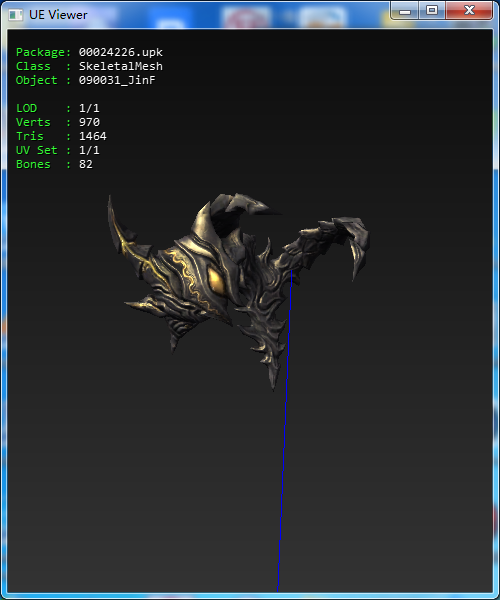 UE Viewer
Package: 00024226.upk
Class : SkeletalMesh
Object : 090031_JinF
LOD : 1/1
Verts : 970
Tris : 1464
UV Set : 1/1
Bones : 82